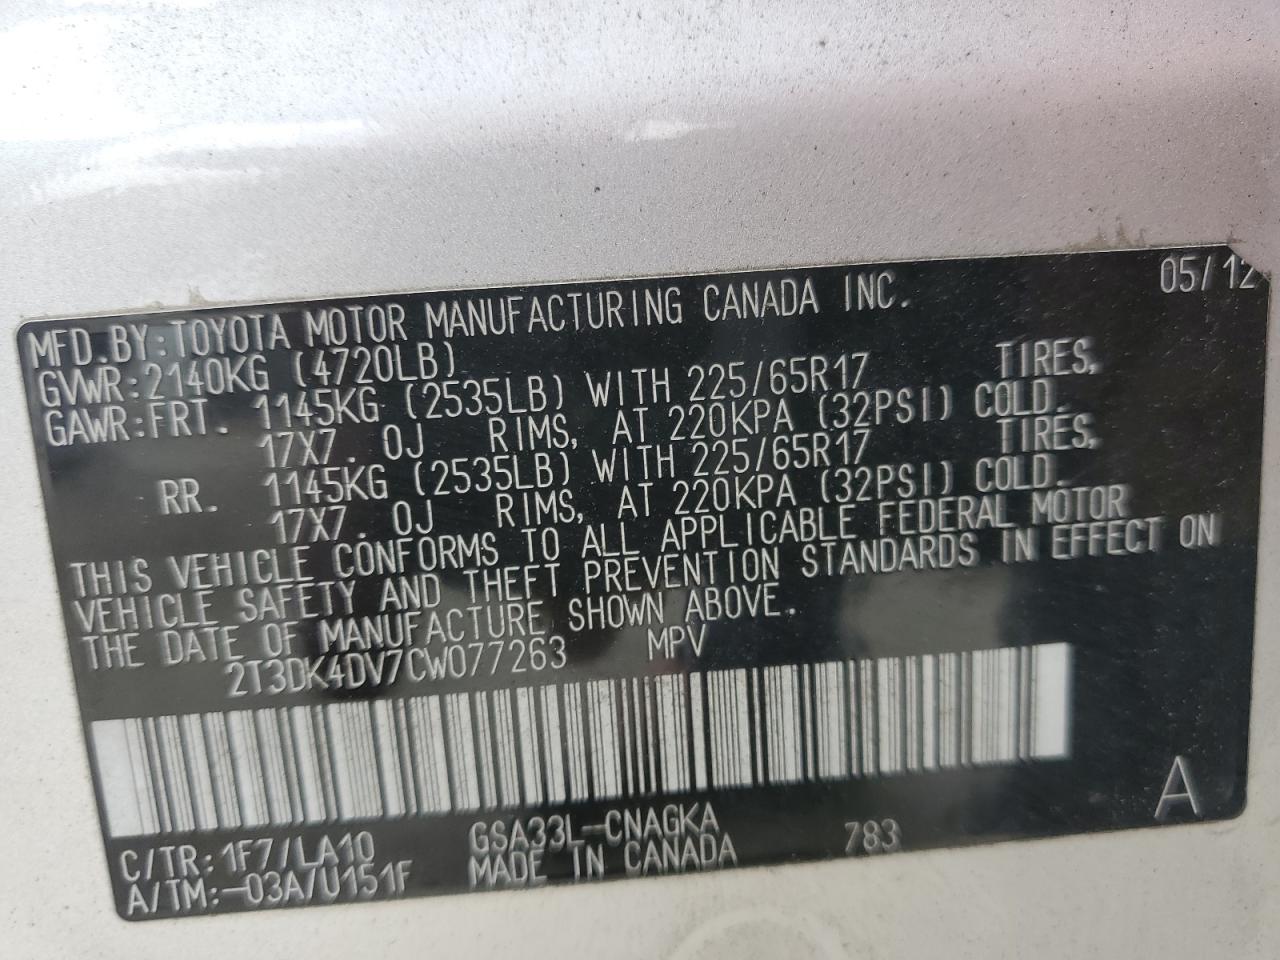 05/12
MFD.BY:TOYOTA MOTOR MANUFACTURING CANADA INC.
GVWR:2140KG (4720LB)
GAWR:FRT. 1145KG (2535LB) WITH 225/65R17 TIRES,
17X7. 0J RIMS, AT 220KPA (32PSI) COLD.
RR. 1145KG (2535LB) WITH 225/65R17 TIRES,
17X7. 0J RIMS, AT 220KPA (32PSI) COLD.
THIS VEHICLE CONFORMS TO ALL APPLICABLE FEDERAL MOTOR
VEHICLE SAFETY AND THEFT PREVENTION STANDARDS IN EFFECT ON
THE DATE OF MANUFACTURE SHOWN ABOVE.
2T3DK4DV7CW077263 MPV
A
C/TR:1F7/LA10 GSA33L-CNAGKA 783
A/TM:-03A/U151F MADE IN CANADA